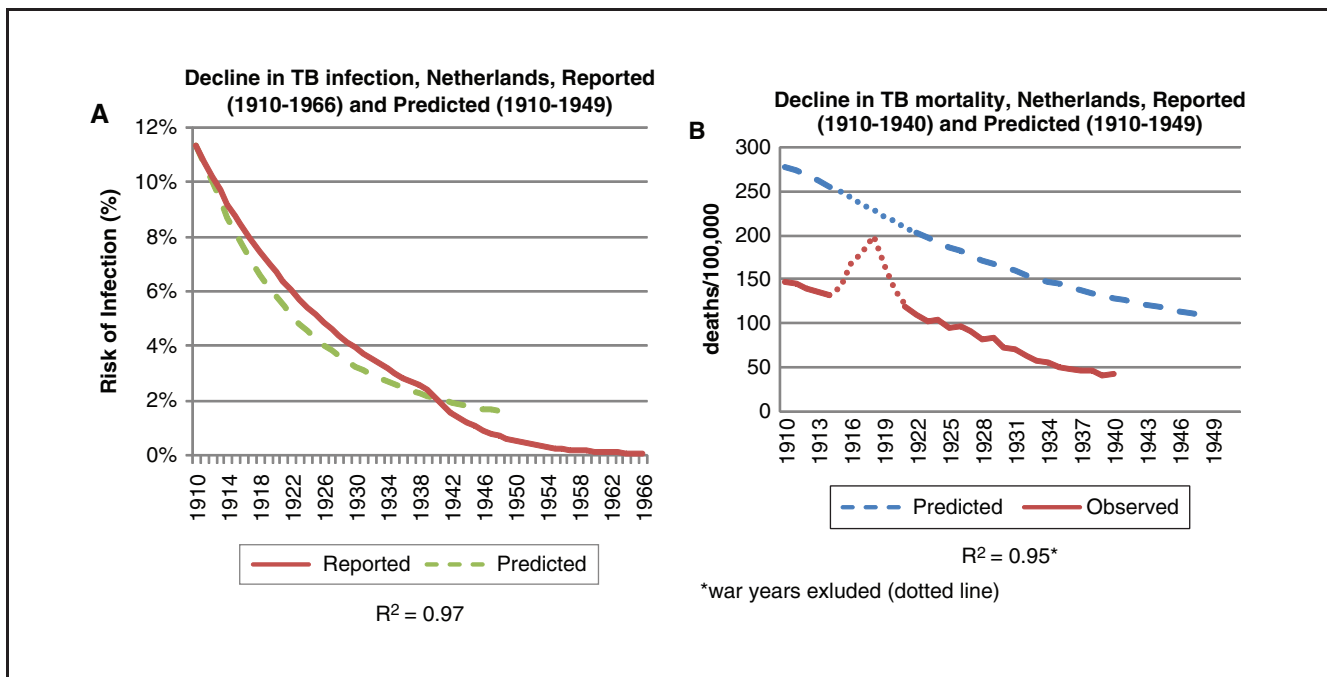 A
Decline in TB infection, Netherlands, Reported
(1910-1966) and Predicted (1910-1949)
12%
10%
8%
6%
4%
2%
0%
Risk of Infection (%)
1910
1914
1918
1922
1926
1930
1934
1938
1942
1946
1950
1954
1958
1962
1966
Reported
Predicted
R² = 0.97
B
Decline in TB mortality, Netherlands, Reported
(1910-1940) and Predicted (1910-1949)
300
250
200
150
100
50
0
deaths/100,000
1910
1913
1916
1919
1922
1925
1928
1931
1934
1937
1940
1943
1946
1949
Predicted
Observed
R² = 0.95*
*war years exluded (dotted line)